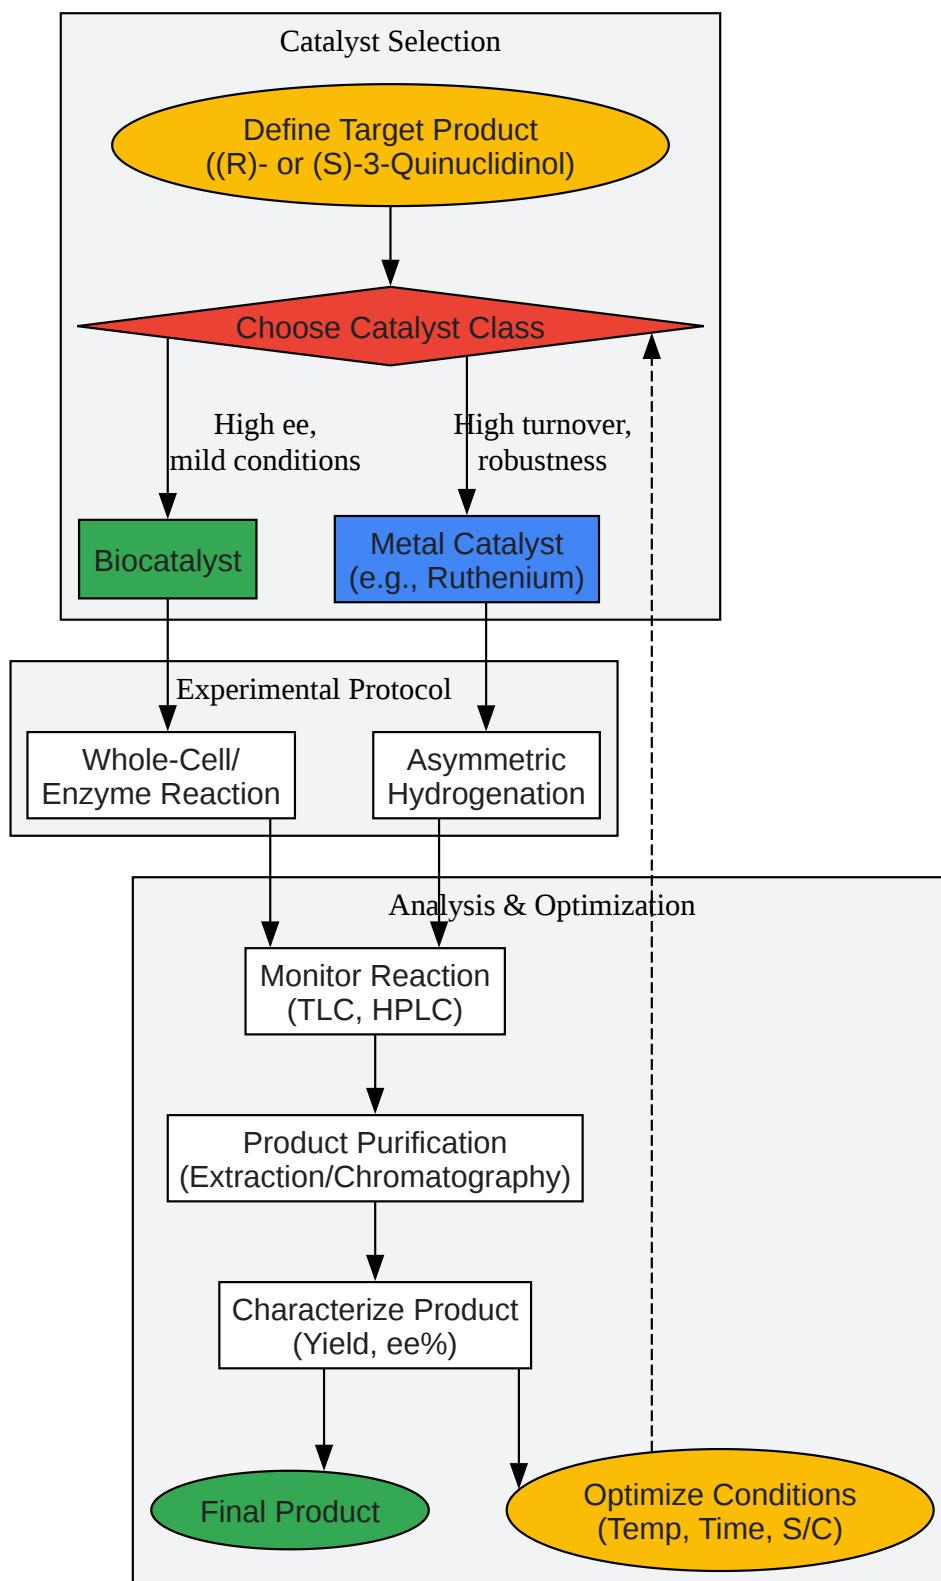 Catalyst Selection
Define Target Product
((R)- or (S)-3-Quinuclidinol)
Choose Catalyst Class
High ee,
mild conditions
High turnover,
robustness
Biocatalyst
Metal Catalyst
(e.g., Ruthenium)
Experimental Protocol
Whole-Cell/
Enzyme Reaction
Asymmetric
Hydrogenation
Analysis & Optimization
Monitor Reaction
(TLC, HPLC)
Product Purification
(Extraction/Chromatography)
Characterize Product
(Yield, ee%)
Final Product
Optimize Conditions
(Temp, Time, S/C)